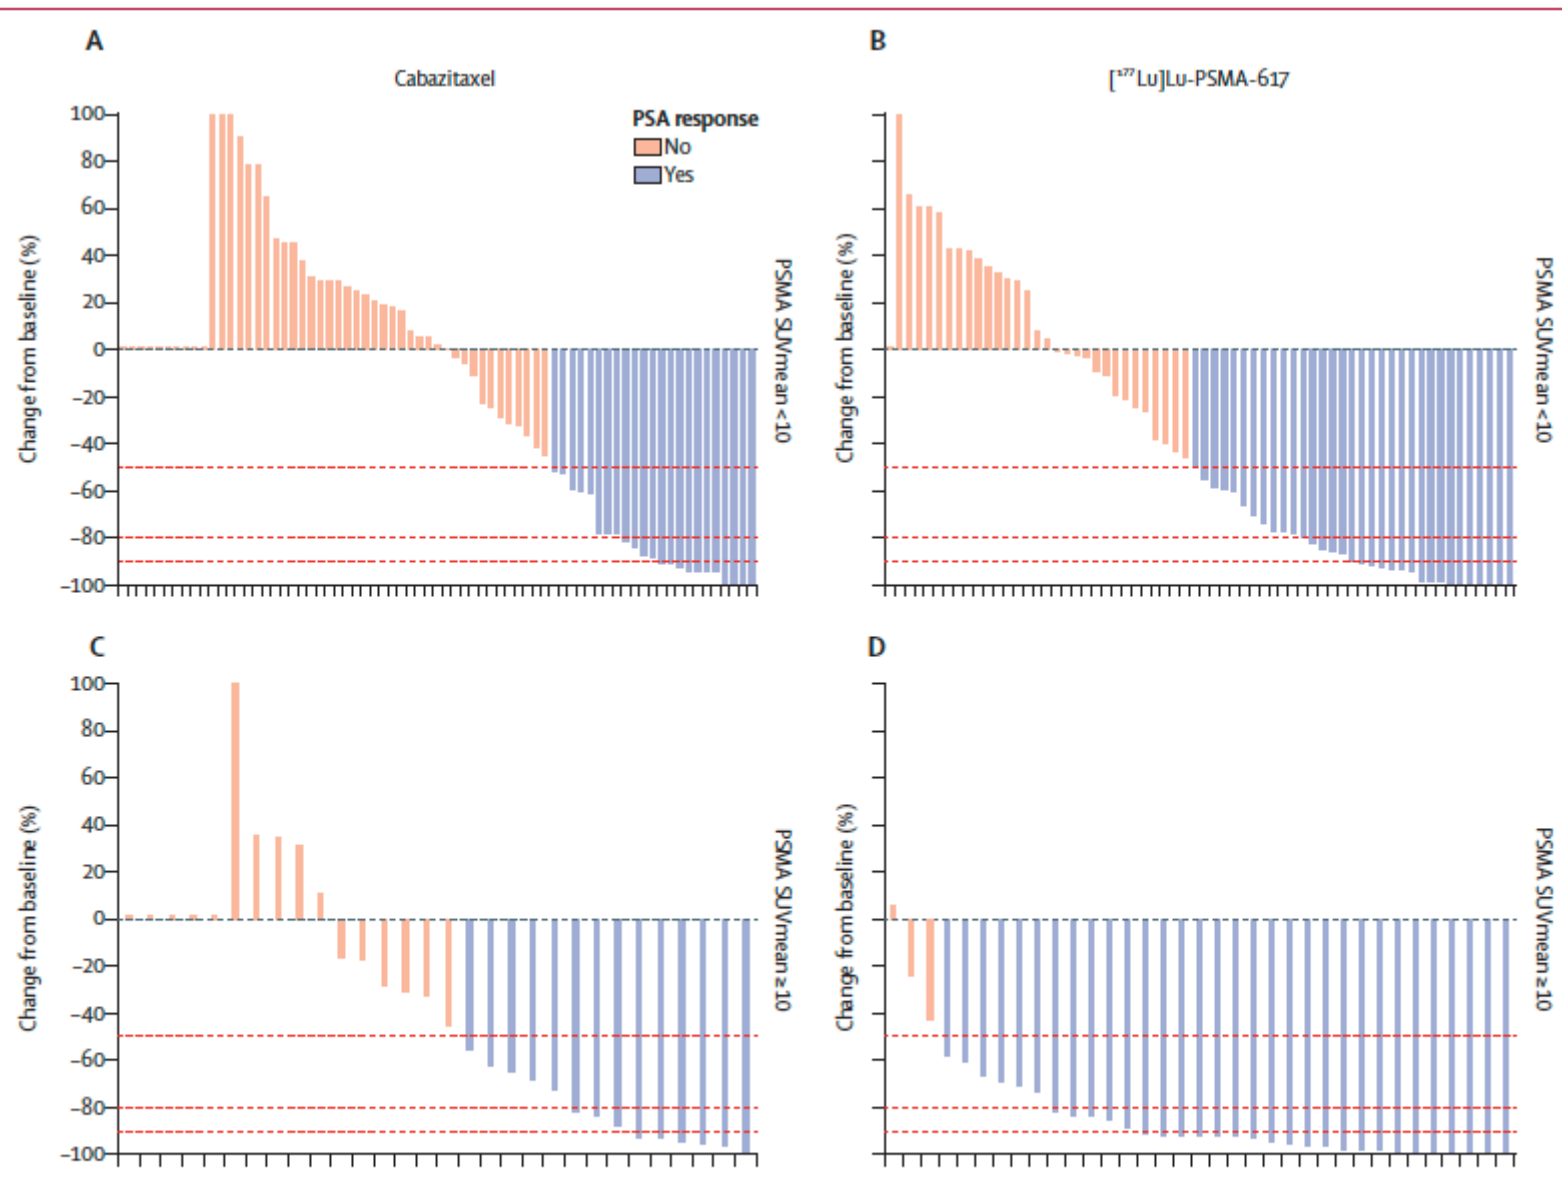 A
Cabazitaxel
PSA response
No
Yes
100
80
60
40
20
0
–20
–40
–60
–80
–100
Change from baseline (%)
PSMA SUVmean <10
B
[¹⁷⁷Lu]Lu-PSMA-617
Change from baseline (%)
PSMA SUVmean <10
C
100
80
60
40
20
0
–20
–40
–60
–80
–100
Change from baseline (%)
PSMA SUVmean ≥10
D
Change from baseline (%)
PSMA SUVmean ≥10